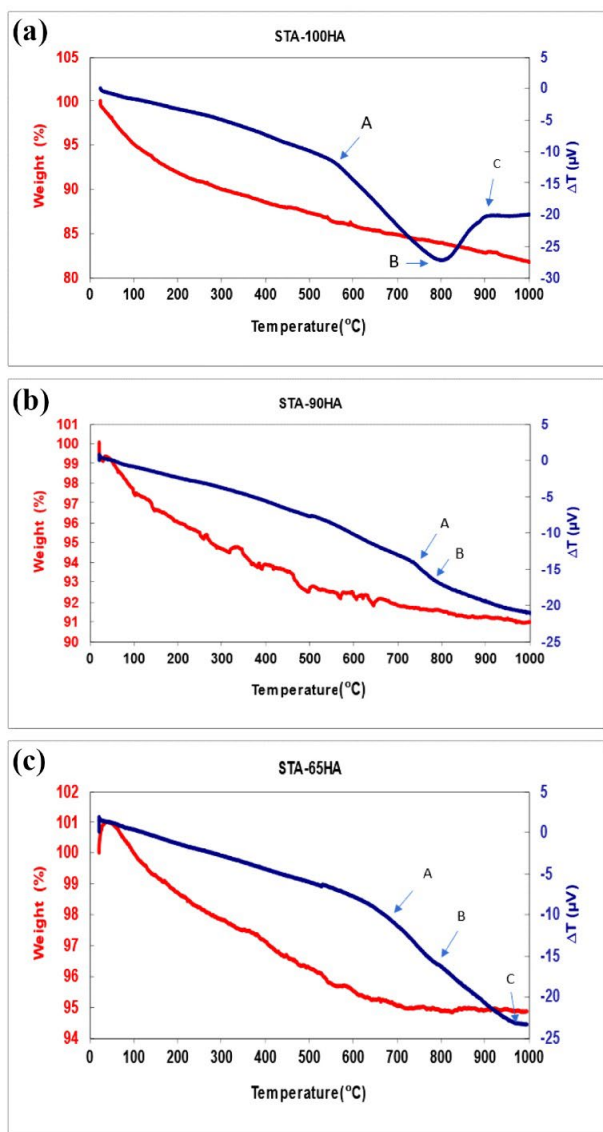 (a)
STA-100HA
105
100
95
90
85
80
Weight (%)
5
0
-5
-10
-15
-20
-25
-30
ΔT (µV)
A
B
C
0 100 200 300 400 500 600 700 800 900 1000
Temperature(°C)
(b)
STA-90HA
101
100
99
98
97
96
95
94
93
92
91
90
Weight (%)
5
0
-5
-10
-15
-20
-25
ΔT (µV)
A
B
0 100 200 300 400 500 600 700 800 900 1000
Temperature(°C)
(c)
STA-65HA
102
101
100
99
98
97
96
95
94
Weight (%)
5
0
-5
-10
-15
-20
-25
ΔT (µV)
A
B
C
0 100 200 300 400 500 600 700 800 900 1000
Temperature(°C)